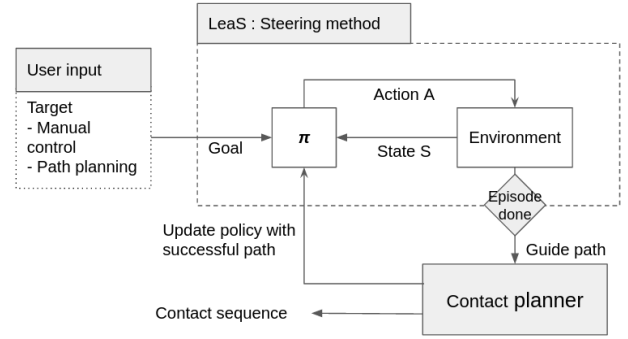 LeaS : Steering method
User input
Target
- Manual
control
- Path planning
Goal
π
Action A
State S
Environment
Episode
done
Guide path
Update policy with
successful path
Contact planner
Contact sequence